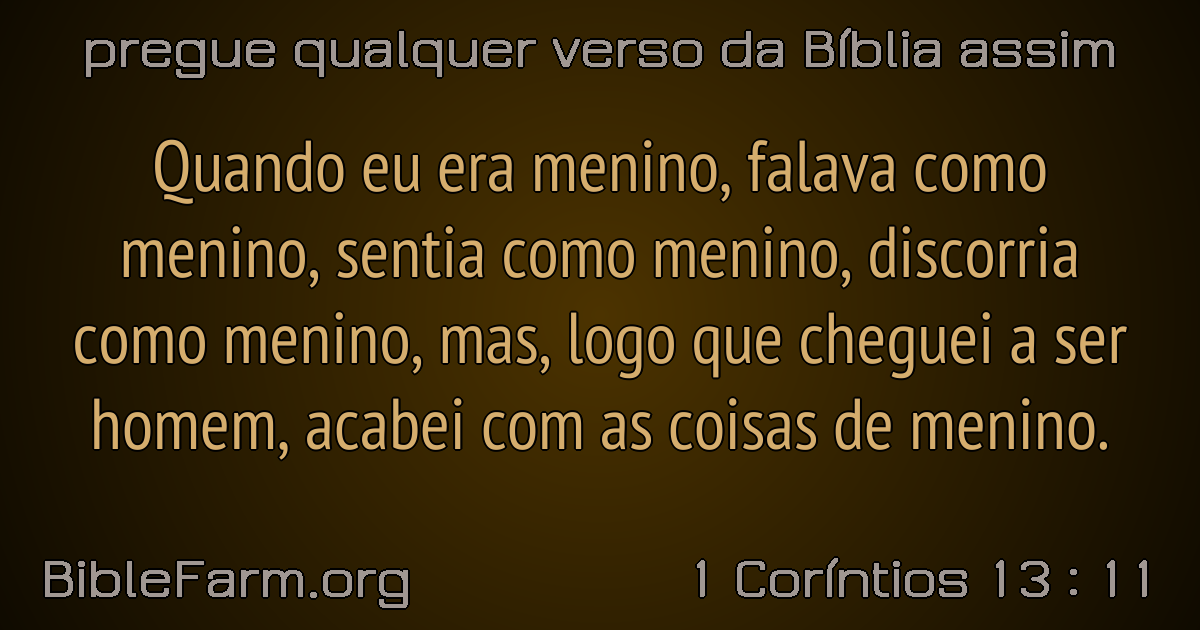 pregue qualquer verso da Bíblia assim
Quando eu era menino, falava como
menino, sentia como menino, discorria
como menino, mas, logo que cheguei a ser
homem, acabei com as coisas de menino.
BibleFarm.org
1 Coríntios 13 : 11